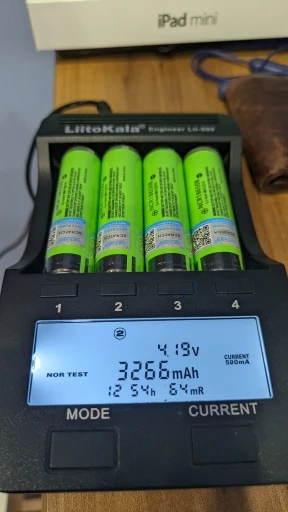 iPad mini
LiitoKala Engineer LII-500
1 2 3 4
2
4.19V
NOR TEST 3266mAh CURRENT 500mA
12 54h 64mR
MODE CURRENT